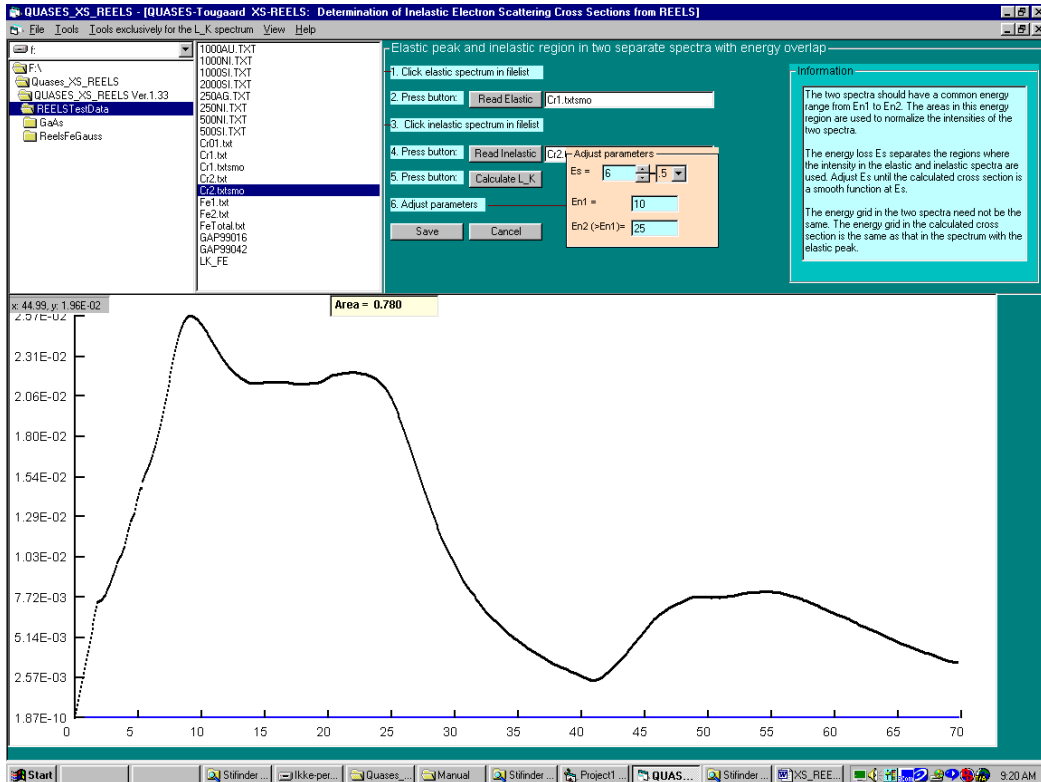 QUASES_XS_REELS - [QUASES-Tougaard XS-REELS: Determination of Inelastic Electron Scattering Cross Sections from REELS]
File Tools Tools exclusively for the L_K spectrum View Help
f:
F:\
Quases_XS_REELS
QUASES_XS_REELS Ver.1.33
REELSTestData
GaAs
ReelsFeGauss
1000AU.TXT
1000NI.TXT
1000SI.TXT
2000SI.TXT
250AG.TXT
250NI.TXT
500NI.TXT
500SI.TXT
Cr01.txt
Cr1.txt
Cr1.txtsmo
Cr2.txt
Cr2.txtsmo
Fe1.txt
Fe2.txt
FeTotal.txt
GAP99016
GAP99042
LK_FE
Elastic peak and inelastic region in two separate spectra with energy overlap
1. Click elastic spectrum in filelist
2. Press button: Read Elastic Cr1.txtsmo
3. Click inelastic spectrum in filelist
4. Press button: Read Inelastic Cr2.t
5. Press button: Calculate L_K
6. Adjust parameters
Save Cancel
Adjust parameters
Es = 6 .5
En1 = 10
En2 (>En1)= 25
Information
The two spectra should have a common energy
range from En1 to En2. The areas in this energy
region are used to normalize the intensities of the
two spectra.
The energy loss Es separates the regions where
the intensity in the elastic and inelastic spectra are
used. Adjust Es until the calculated cross section is
a smooth function at Es.
The energy grid in the two spectra need not be the
same. The energy grid in the calculated cross
section is the same as that in the spectrum with the
elastic peak.
x: 44.99, y: 1.96E-02
Area = 0.780
2.57E-02
2.31E-02
2.06E-02
1.80E-02
1.54E-02
1.29E-02
1.03E-02
7.72E-03
5.14E-03
2.57E-03
1.87E-10
0 5 10 15 20 25 30 35 40 45 50 55 60 65 70
Start Stifinder ... Ikke-per... Quases_... Manual Stifinder ... Project1 ... QUAS... Stifinder ... XS_REE... 9:20 AM